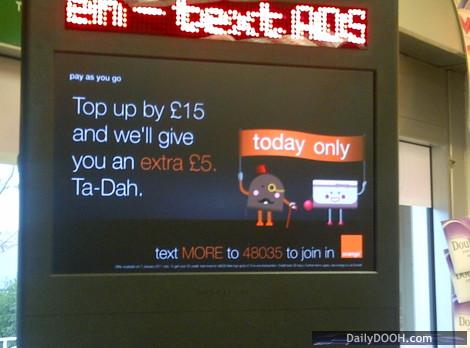 em - text ADS
pay as you go
Top up by £15
and we'll give
you an extra £5.
Ta-Dah.
today only
text MORE to 48035 to join in
orange
DailyDOOH.com